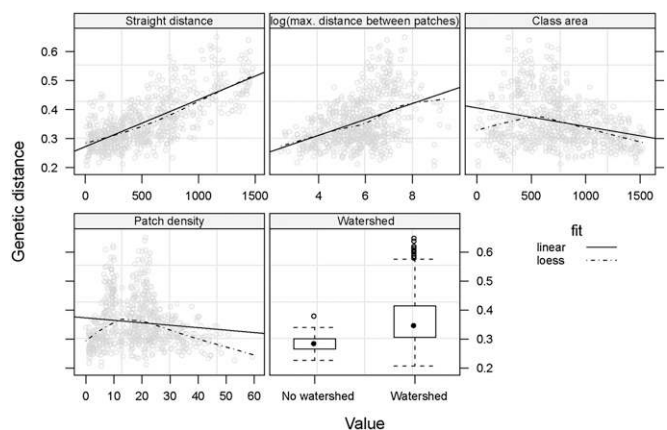 Straight distance
log(max. distance between patches)
Class area
0.6
0.5
0.4
0.3
0.2
0 500 1000 1500
4 6 8
0 500 1000 1500
Genetic distance
Patch density
Watershed
0.6
0.5
0.4
0.3
0.2
0 10 20 30 40 50 60
No watershed
Watershed
fit
linear
loess
Value